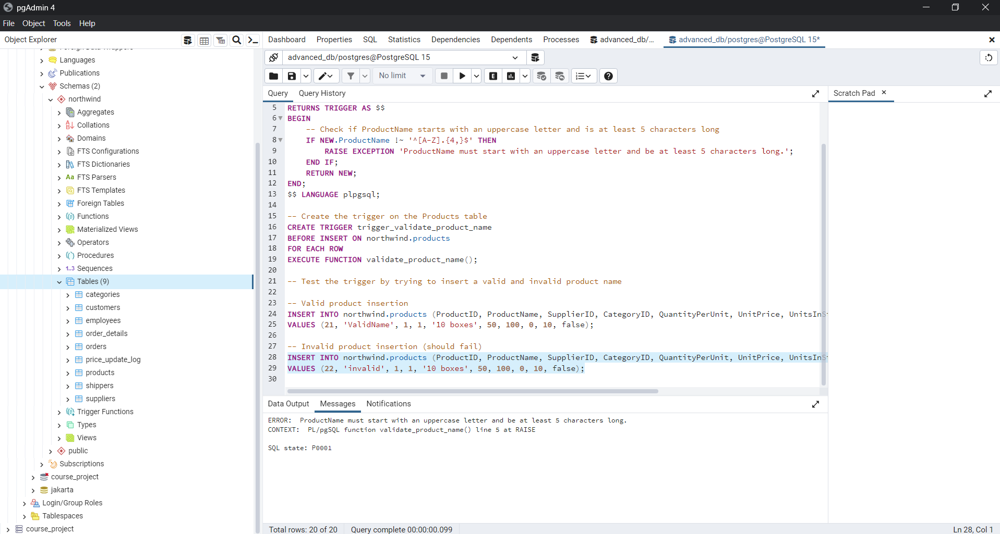 pgAdmin 4
File Object Tools Help
Object Explorer
Dashboard Properties SQL Statistics Dependencies Dependents Processes advanced_db/... advanced_db/postgres@PostgreSQL 15*
advanced_db/postgres@PostgreSQL 15
No limit
Query Query History
Scratch Pad
Languages
Publications
Schemas (2)
northwind
Aggregates
Collations
Domains
FTS Configurations
FTS Dictionaries
Aa FTS Parsers
FTS Templates
Foreign Tables
Functions
Materialized Views
Operators
Procedures
1..3 Sequences
Tables (9)
categories
customers
employees
order_details
orders
price_update_log
products
shippers
suppliers
Trigger Functions
Types
Views
public
Subscriptions
course_project
jakarta
Login/Group Roles
Tablespaces
course_project
5 RETURNS TRIGGER AS $$
6 BEGIN
7 -- Check if ProductName starts with an uppercase letter and is at least 5 characters long
8 IF NEW.ProductName !~ '^[A-Z].{4,}$' THEN
9 RAISE EXCEPTION 'ProductName must start with an uppercase letter and be at least 5 characters long.';
10 END IF;
11 RETURN NEW;
12 END;
13 $$ LANGUAGE plpgsql;
14
15 -- Create the trigger on the Products table
16 CREATE TRIGGER trigger_validate_product_name
17 BEFORE INSERT ON northwind.products
18 FOR EACH ROW
19 EXECUTE FUNCTION validate_product_name();
20
21 -- Test the trigger by trying to insert a valid and invalid product name
22
23 -- Valid product insertion
24 INSERT INTO northwind.products (ProductID, ProductName, SupplierID, CategoryID, QuantityPerUnit, UnitPrice, UnitsInS
25 VALUES (21, 'ValidName', 1, 1, '10 boxes', 50, 100, 0, 10, false);
26
27 -- Invalid product insertion (should fail)
28 INSERT INTO northwind.products (ProductID, ProductName, SupplierID, CategoryID, QuantityPerUnit, UnitPrice, UnitsInS
29 VALUES (22, 'invalid', 1, 1, '10 boxes', 50, 100, 0, 10, false);
30
Data Output Messages Notifications
ERROR: ProductName must start with an uppercase letter and be at least 5 characters long.
CONTEXT: PL/pgSQL function validate_product_name() line 5 at RAISE
SQL state: P0001
Total rows: 20 of 20 Query complete 00:00:00.099
Ln 28, Col 1